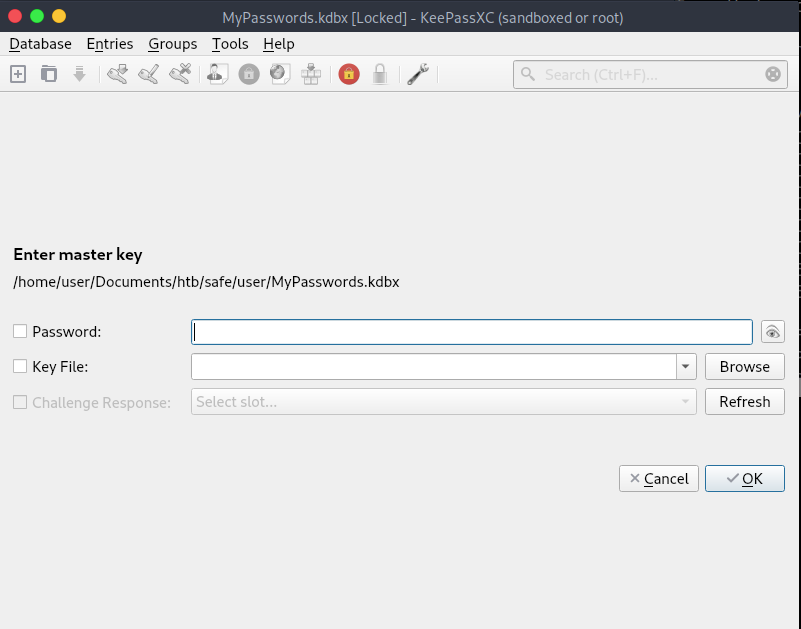 MyPasswords.kdbx [Locked] - KeePassXC (sandboxed or root)
Database Entries Groups Tools Help
Search (Ctrl+F)...
Enter master key
/home/user/Documents/htb/safe/user/MyPasswords.kdbx
Password:
Key File: Browse
Challenge Response: Select slot... Refresh
Cancel OK